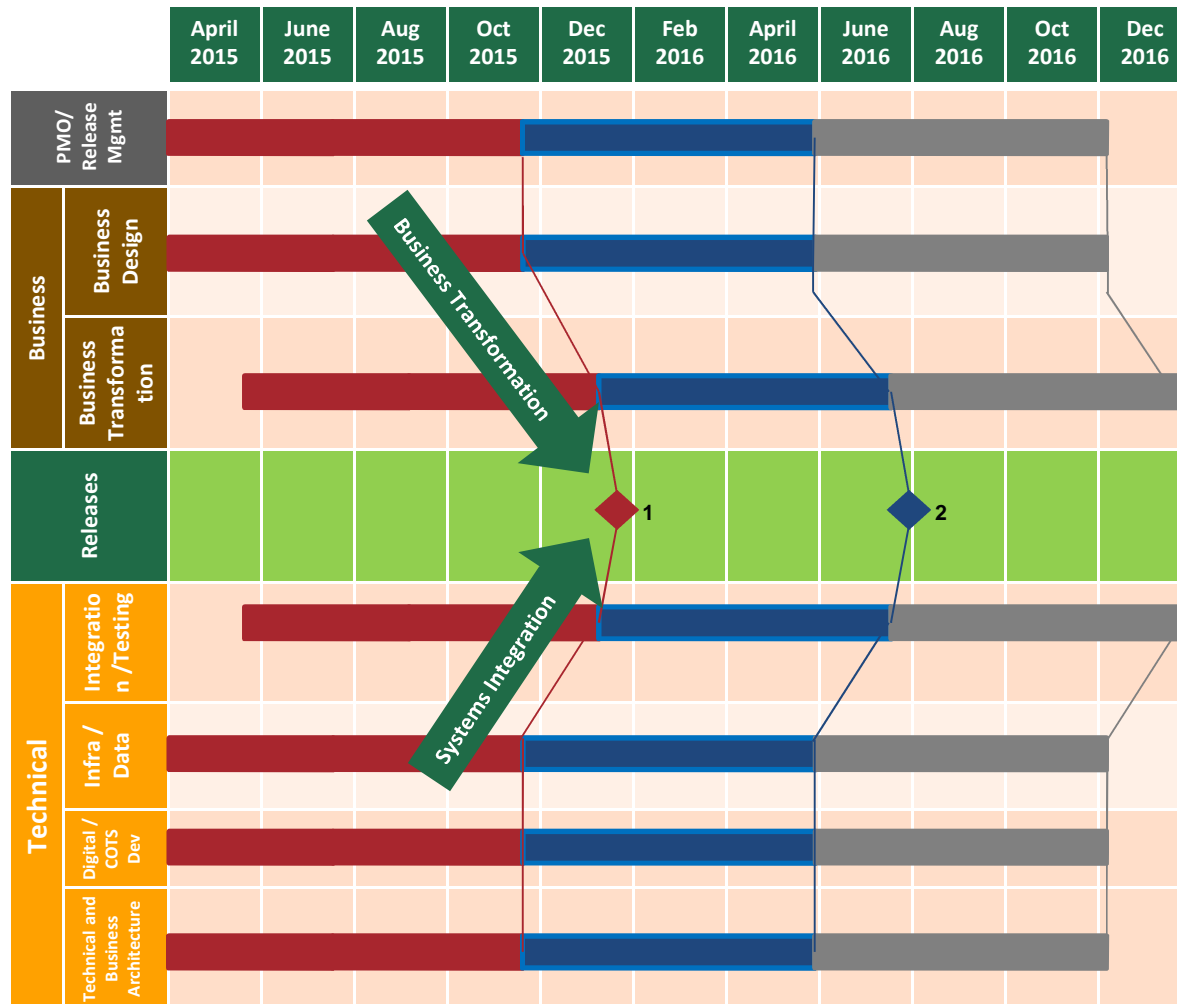 April
2015
June
2015
Aug
2015
Oct
2015
Dec
2015
Feb
2016
April
2016
June
2016
Aug
2016
Oct
2016
Dec
2016
PMO/
Release
Mgmt
Business
Business
Design
Business
Transforma
tion
Business Transformation
Releases
1
2
Systems Integration
Technical
Integratio
n /Testing
Infra /
Data
Digital /
COTS
Dev
Technical and
Business
Architecture